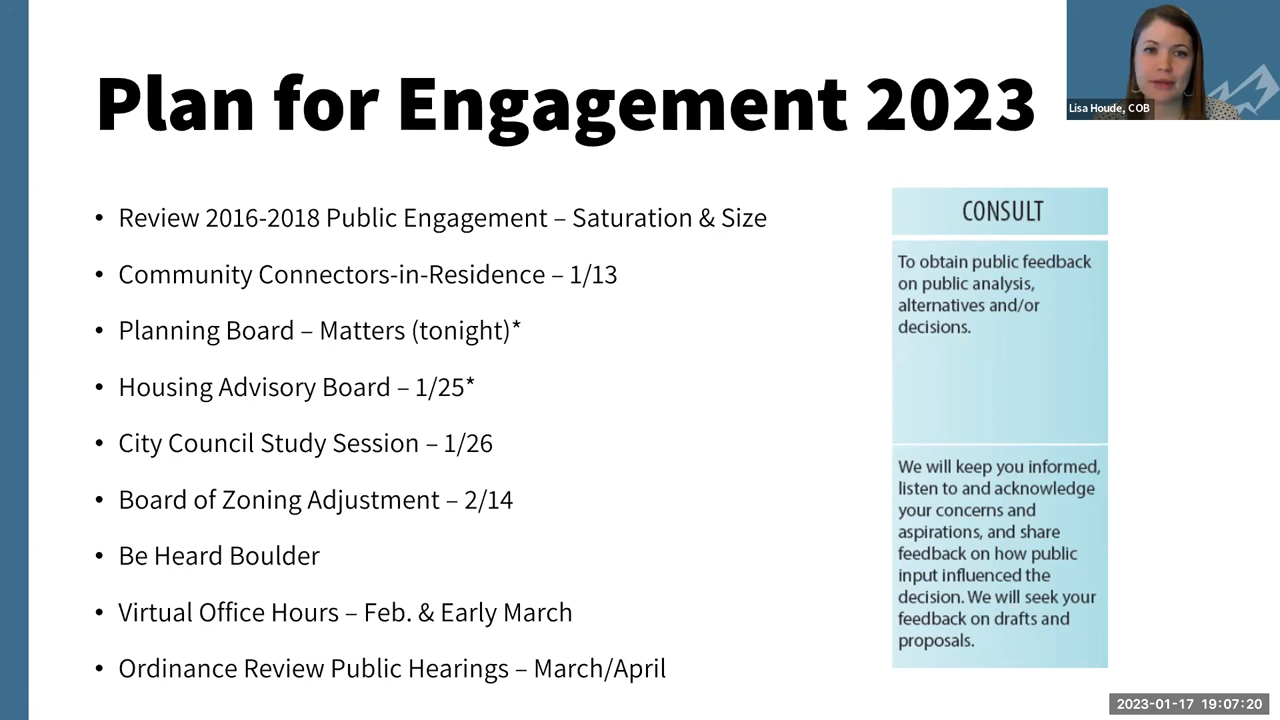 Plan for Engagement 2023
Lisa Houde, COB
• Review 2016-2018 Public Engagement – Saturation & Size
• Community Connectors-in-Residence – 1/13
• Planning Board – Matters (tonight)*
• Housing Advisory Board – 1/25*
• City Council Study Session – 1/26
• Board of Zoning Adjustment – 2/14
• Be Heard Boulder
• Virtual Office Hours – Feb. & Early March
• Ordinance Review Public Hearings – March/April
CONSULT
To obtain public feedback
on public analysis,
alternatives and/or
decisions.
We will keep you informed,
listen to and acknowledge
your concerns and
aspirations, and share
feedback on how public
input influenced the
decision. We will seek your
feedback on drafts and
proposals.
2023-01-17 19:07:20